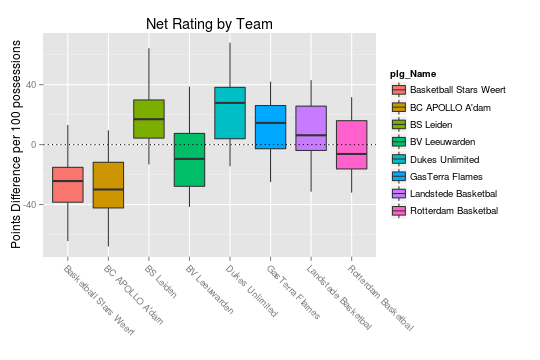 Net Rating by Team
Points Difference per 100 possessions
40
0
-40
Basketball Stars Weert
BC APOLLO A'dam
BS Leiden
BV Leeuwarden
Dukes Unlimited
GasTerra Flames
Landstede Basketbal
Rotterdam Basketbal
plg_Name
Basketball Stars Weert
BC APOLLO A'dam
BS Leiden
BV Leeuwarden
Dukes Unlimited
GasTerra Flames
Landstede Basketbal
Rotterdam Basketbal